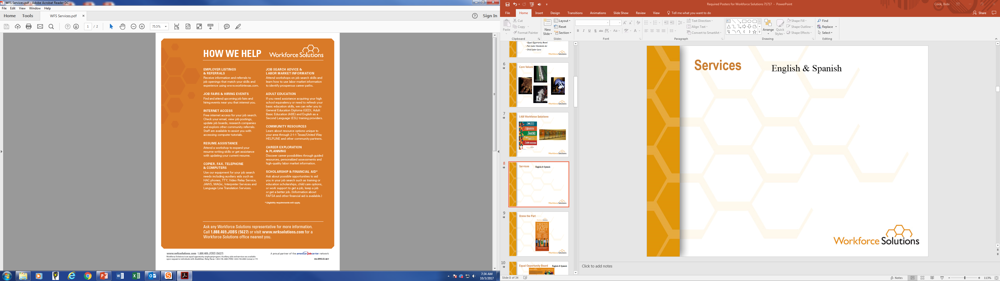 WFS Services.pdf - Adobe Acrobat Reader DC
File Edit View Window Help
Home Tools WFS Services.pdf × Sign In
1 / 2 75.5%
HOW WE HELP
Workforce Solutions
EMPLOYER LISTINGS
& REFERRALS
Receive information and referrals to
job openings that match your skills and
experience using www.workintexas.com.
JOB FAIRS & HIRING EVENTS
Find and attend upcoming job fairs and
hiring events near you that interest you.
INTERNET ACCESS
Free internet access for your job search.
Check your email, view job postings,
update job boards, research companies
and explore other community referrals.
Staff are available to assist you with
accessing computer tutorials.
RESUME ASSISTANCE
Attend a workshop to expand your
resume writing skills or get assistance
with updating your current resume.
COPIER, FAX, TELEPHONE
& COMPUTERS
Use our equipment for your job search
needs including auxiliary aids such as
HAC phones, TTY, Video Relay Service,
JAWS, MAGic, Interpreter Services and
Language Line Translation Services.
JOB SEARCH ADVICE &
LABOR MARKET INFORMATION
Attend workshops on job search skills and
learn how to use labor market information
to identify prosperous career paths.
ADULT EDUCATION
If you need assistance acquiring your high
school equivalency or need to refresh your
basic education skills, we can refer you to
General Education Diploma (GED), Adult
Basic Education (ABE) and English as a
Second Language (ESL) training providers.
COMMUNITY RESOURCES
Learn about resource options unique to
your area through 2-1-1 Texas/United Way
HELPLINE and other community partners.
CAREER EXPLORATION
& PLANNING
Discover career possibilities through guided
resources, personalized assessments and
high-quality labor market information.
SCHOLARSHIP & FINANCIAL AID*
Ask about possible opportunities to aid
you in your job search such as training or
education scholarships, child care options,
or work support to get a job, keep a job
or get a better job. (Information about
FAFSA and other financial aid is available.)
* Eligibility requirements will apply.
Ask any Workforce Solutions representative for more information.
Call 1.888.469.JOBS (5627) or visit www.wrksolutions.com for a
Workforce Solutions office nearest you.
www.wrksolutions.com 1.888.469.JOBS (5627)
Workforce Solutions is an equal opportunity employer/program. Auxiliary aids and services are available
upon request to individuals with disabilities.
A proud partner of the americanjobcenter network
7:34 AM
10/3/2017
Required Posters for Workforce Solutions 71717 - PowerPoint
Cook, Bobi
File Home Insert Design Transitions Animations Slide Show Review View Tell me what you want to do Share
Paste
Cut
Copy
Format Painter
Clipboard
New
Slide
Layout
Reset
Section
Slides
Font
Text Direction
Align Text
Convert to SmartArt
Paragraph
Arrange
Quick
Styles
Shape Fill
Shape Outline
Shape Effects
Drawing
Find
Replace
Select
Editing
Equal Opportunity Board
Fair Labor Standards Act
Child Labor Laws
Workforce Solutions
6
Core Values
Workforce Solutions
7
I AM Workforce Solutions
Workforce Solutions
8
Services English & Spanish
Workforce Solutions
9
Dress the Part
DRESS
PART
Workforce Solutions
10
Equal Opportunity Board English & Spanish
Services
English & Spanish
Workforce Solutions
Click to add notes
Slide 8 of 34
Notes
113%